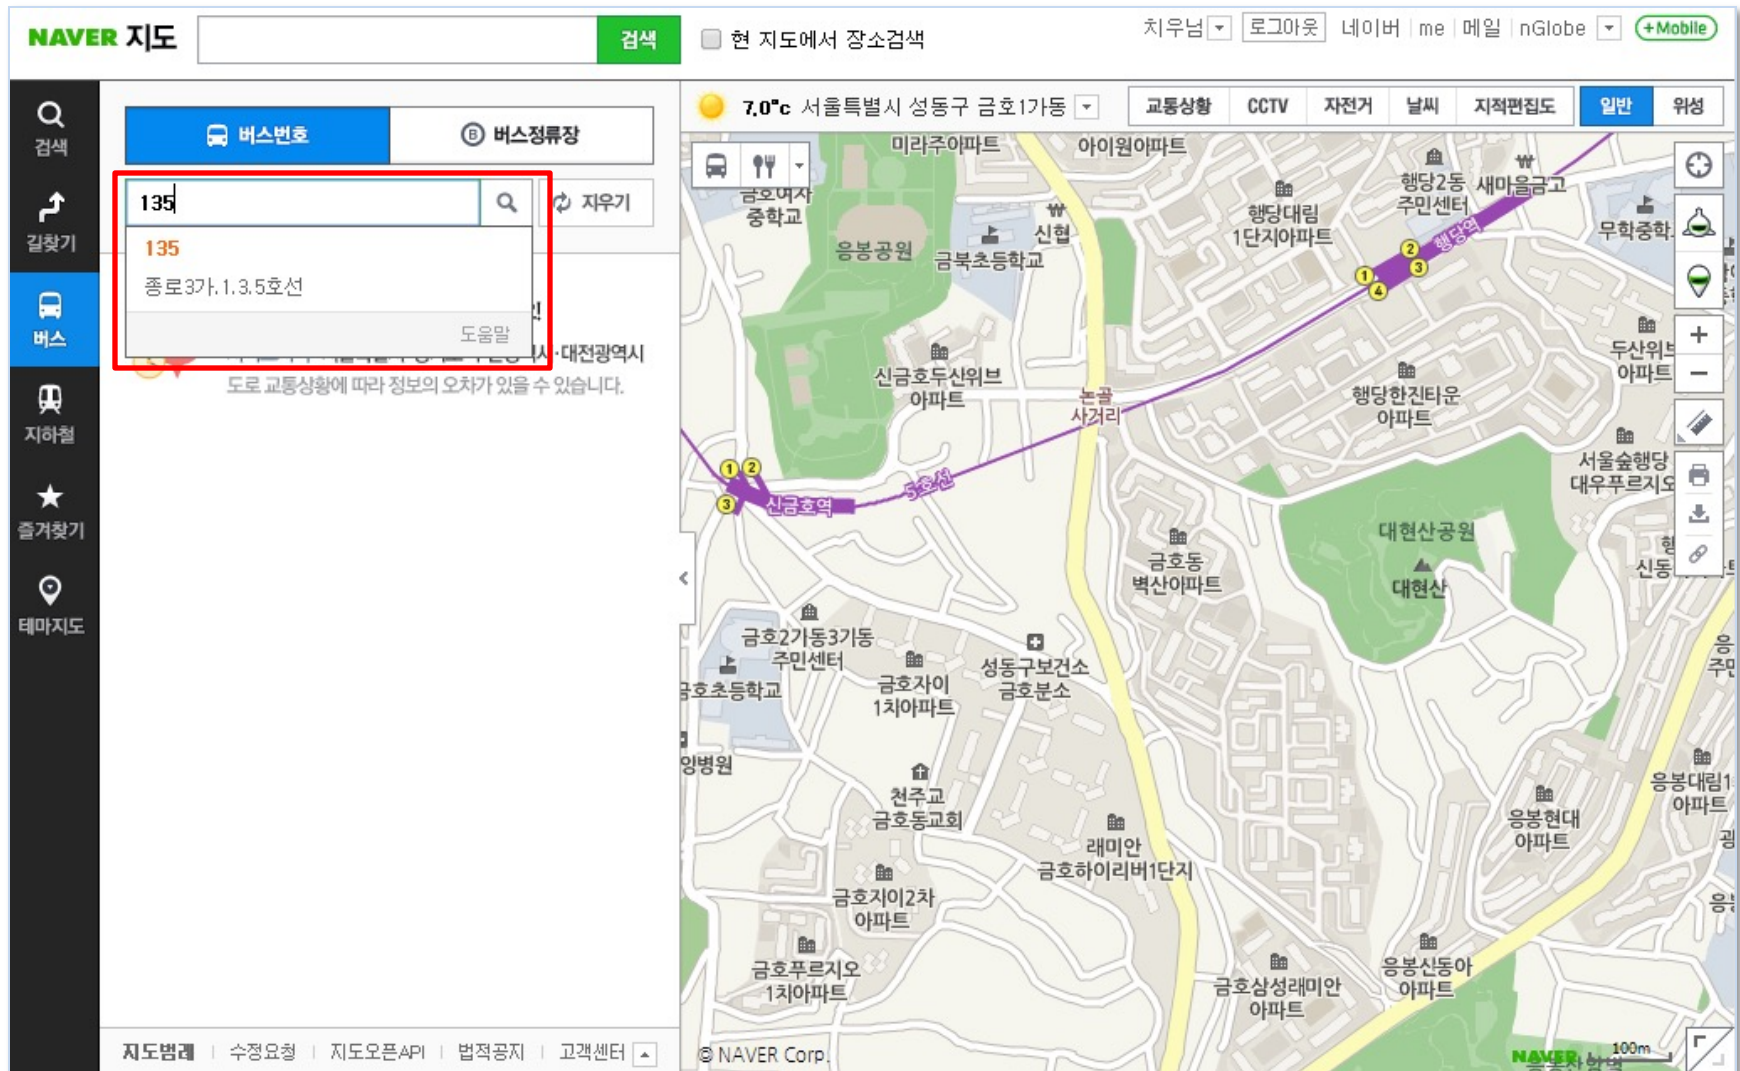 NAVER 지도
검색
현 지도에서 장소검색
치우님
로그아웃
네이버
me
메일
nGlobe
+Mobile
검색
길찾기
버스
지하철
즐겨찾기
테마지도
버스번호
B 버스정류장
135
지우기
135
종로3가.1.3.5호선
도움말
대전광역시
도로 교통상황에 따라 정보의 오차가 있을 수 있습니다.
7.0°c 서울특별시 성동구 금호1가동
교통상황
CCTV
자전거
날씨
지적편집도
일반
위성
미라주아파트
아이원아파트
금호여자
중학교
신협
응봉공원
금북초등학교
행당대림
1단지아파트
행당2동
주민센터
새마을금고
무학중학
행당역
1
2
3
4
신금호두산위브
아파트
논골
사거리
행당한진타운
아파트
두산위브
아파트
서울숲행당
대우푸르지오
1
2
3
신금호역
5호선
대현산공원
대현산
금호동
벽산아파트
신동
금호2가동3가동
주민센터
금호초등학교
금호자이
1차아파트
성동구보건소
금호분소
천주교
금호동교회
래미안
금호하이리버1단지
금호자이2차
아파트
금호푸르지오
1차아파트
응봉대림1
아파트
응봉현대
아파트
금호삼성래미안
아파트
응봉신동아
아파트
지도범례
수정요청
지도오픈API
법적공지
고객센터
© NAVER Corp.
NAVER
100m